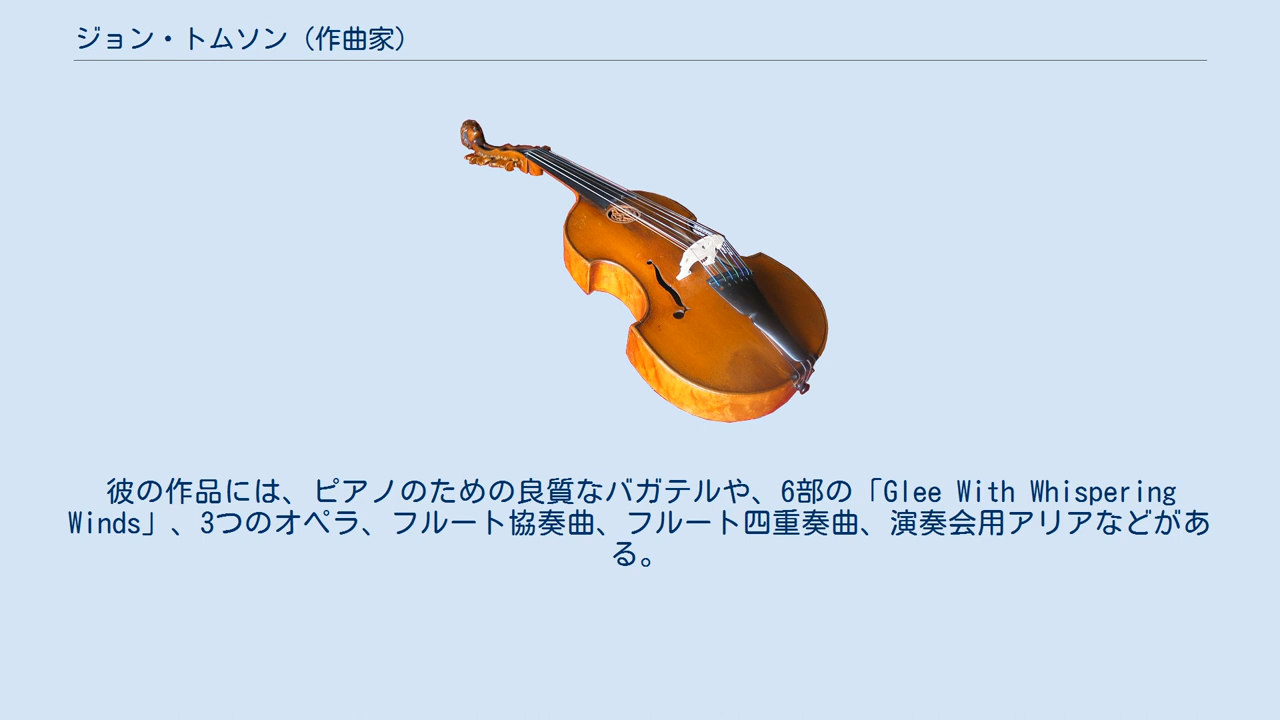 ジョン・トムソン（作曲家）
彼の作品には、ピアノのための良質なバガテルや、6部の「Glee With Whispering
Winds」、3つのオペラ、フルート協奏曲、フルート四重奏曲、演奏会用アリアなどがあ
る。